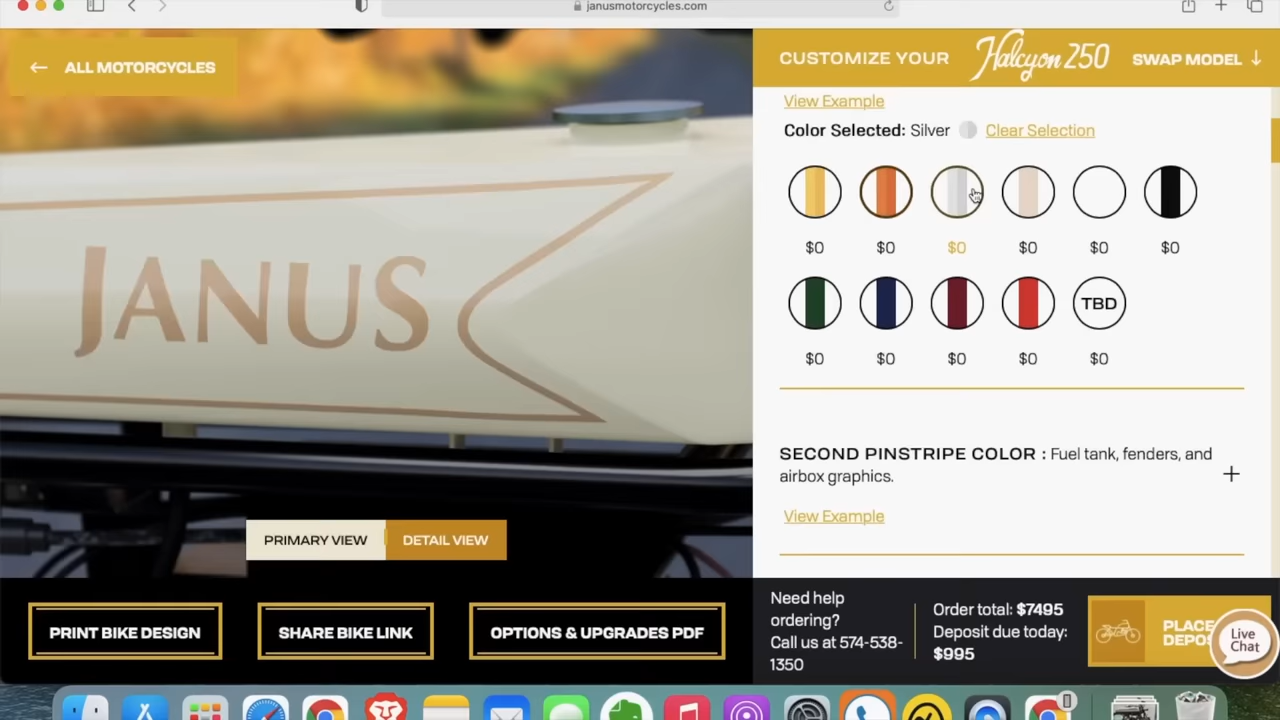 janusmotorcycles.com
← ALL MOTORCYCLES
CUSTOMIZE YOUR Halcyon 250 SWAP MODEL ↓
View Example
Color Selected: Silver Clear Selection
$0 $0 $0 $0 $0 $0
TBD
$0 $0 $0 $0 $0
JANUS
SECOND PINSTRIPE COLOR : Fuel tank, fenders, and
airbox graphics.
+
View Example
PRIMARY VIEW DETAIL VIEW
PRINT BIKE DESIGN SHARE BIKE LINK OPTIONS & UPGRADES PDF
Need help
ordering?
Call us at 574-538-
1350
Order total: $7495
Deposit due today:
$995
PLACE
DEPOS
Live
Chat